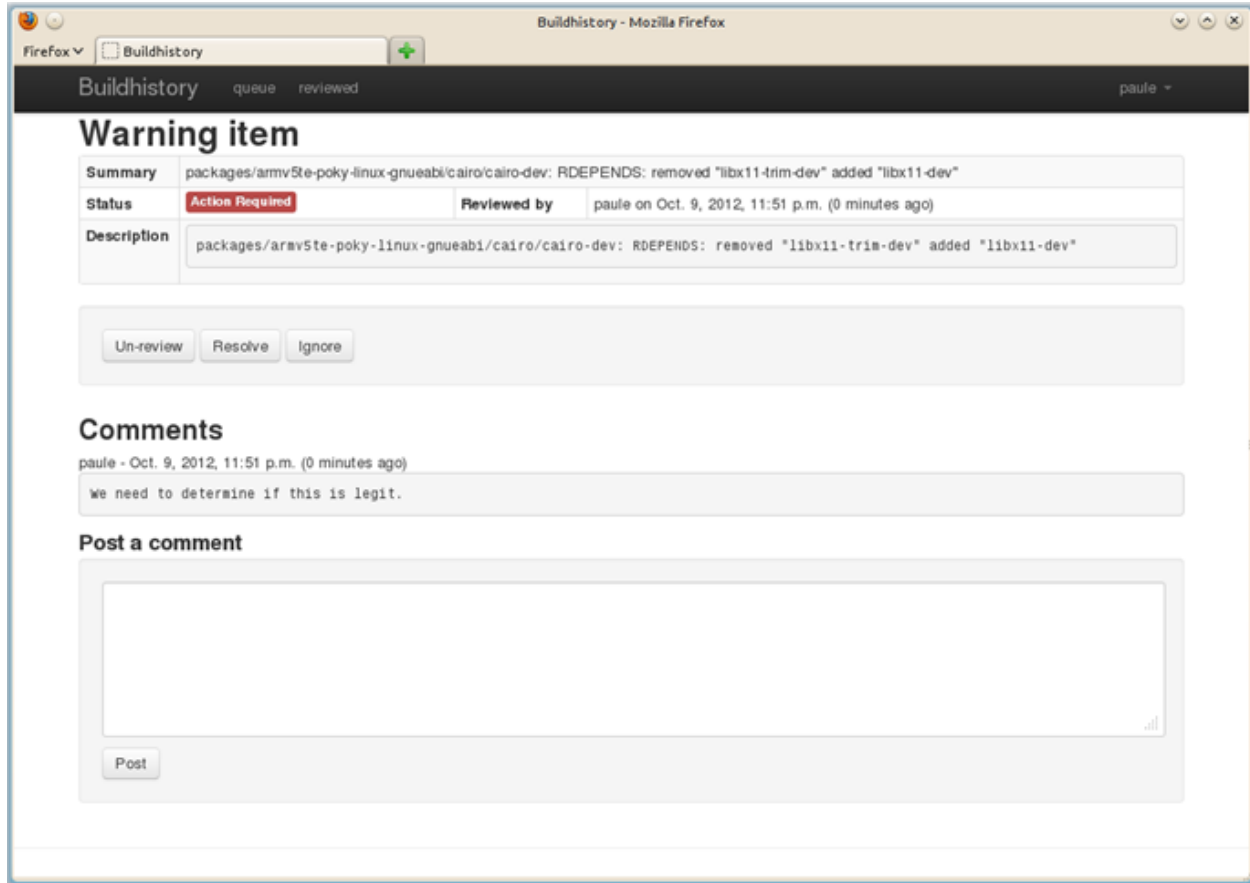 Buildhistory - Mozilla Firefox
Firefox
Buildhistory
Buildhistory queue reviewed paule
Warning item
Summary packages/armv5te-poky-linux-gnueabi/cairo/cairo-dev: RDEPENDS: removed "libx11-trim-dev" added "libx11-dev"
Status Action Required Reviewed by paule on Oct. 9, 2012, 11:51 p.m. (0 minutes ago)
Description packages/armv5te-poky-linux-gnueabi/cairo/cairo-dev: RDEPENDS: removed "libx11-trim-dev" added "libx11-dev"
Un-review Resolve Ignore
Comments
paule - Oct. 9, 2012, 11:51 p.m. (0 minutes ago)
We need to determine if this is legit.
Post a comment
Post